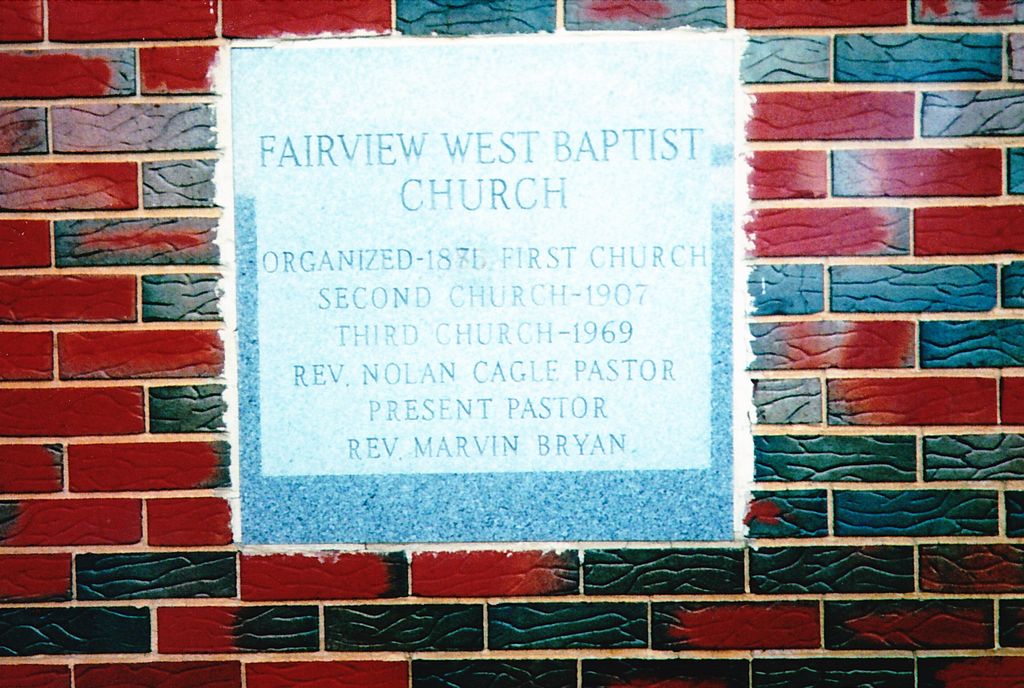 FAIRVIEW WEST BAPTIST
CHURCH
ORGANIZED-1871, FIRST CHURCH
SECOND CHURCH-1907
THIRD CHURCH-1969
REV. NOLAN CAGLE PASTOR
PRESENT PASTOR
REV. MARVIN BRYAN